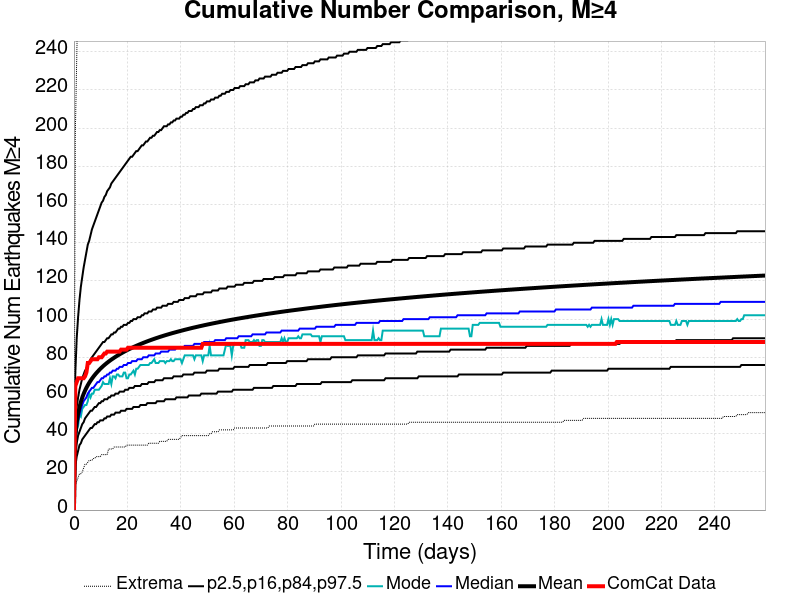 Cumulative Number Comparison, M≥4
Cumulative Num Earthquakes M≥4
240
220
200
180
160
140
120
100
80
60
40
20
0
0 20 40 60 80 100 120 140 160 180 200 220 240
Time (days)
Extrema p2.5,p16,p84,p97.5 Mode Median Mean ComCat Data